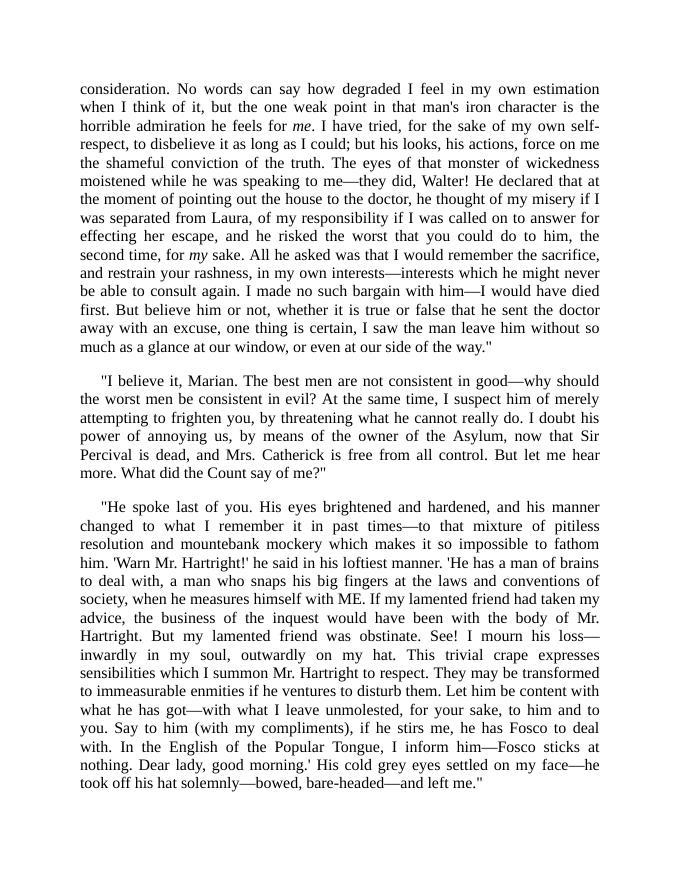 consideration. No words can say how degraded I feel in my own estimation
when I think of it, but the one weak point in that man's iron character is the
horrible admiration he feels for me. I have tried, for the sake of my own self-
respect, to disbelieve it as long as I could; but his looks, his actions, force on me
the shameful conviction of the truth. The eyes of that monster of wickedness
moistened while he was speaking to me—they did, Walter! He declared that at
the moment of pointing out the house to the doctor, he thought of my misery if I
was separated from Laura, of my responsibility if I was called on to answer for
effecting her escape, and he risked the worst that you could do to him, the
second time, for my sake. All he asked was that I would remember the sacrifice,
and restrain your rashness, in my own interests—interests which he might never
be able to consult again. I made no such bargain with him—I would have died
first. But believe him or not, whether it is true or false that he sent the doctor
away with an excuse, one thing is certain, I saw the man leave him without so
much as a glance at our window, or even at our side of the way."
"I believe it, Marian. The best men are not consistent in good—why should
the worst men be consistent in evil? At the same time, I suspect him of merely
attempting to frighten you, by threatening what he cannot really do. I doubt his
power of annoying us, by means of the owner of the Asylum, now that Sir
Percival is dead, and Mrs. Catherick is free from all control. But let me hear
more. What did the Count say of me?"
"He spoke last of you. His eyes brightened and hardened, and his manner
changed to what I remember it in past times—to that mixture of pitiless
resolution and mountebank mockery which makes it so impossible to fathom
him. 'Warn Mr. Hartright!' he said in his loftiest manner. 'He has a man of brains
to deal with, a man who snaps his big fingers at the laws and conventions of
society, when he measures himself with ME. If my lamented friend had taken my
advice, the business of the inquest would have been with the body of Mr.
Hartright. But my lamented friend was obstinate. See! I mourn his loss—
inwardly in my soul, outwardly on my hat. This trivial crape expresses
sensibilities which I summon Mr. Hartright to respect. They may be transformed
to immeasurable enmities if he ventures to disturb them. Let him be content with
what he has got—with what I leave unmolested, for your sake, to him and to
you. Say to him (with my compliments), if he stirs me, he has Fosco to deal
with. In the English of the Popular Tongue, I inform him—Fosco sticks at
nothing. Dear lady, good morning.' His cold grey eyes settled on my face—he
took off his hat solemnly—bowed, bare-headed—and left me."